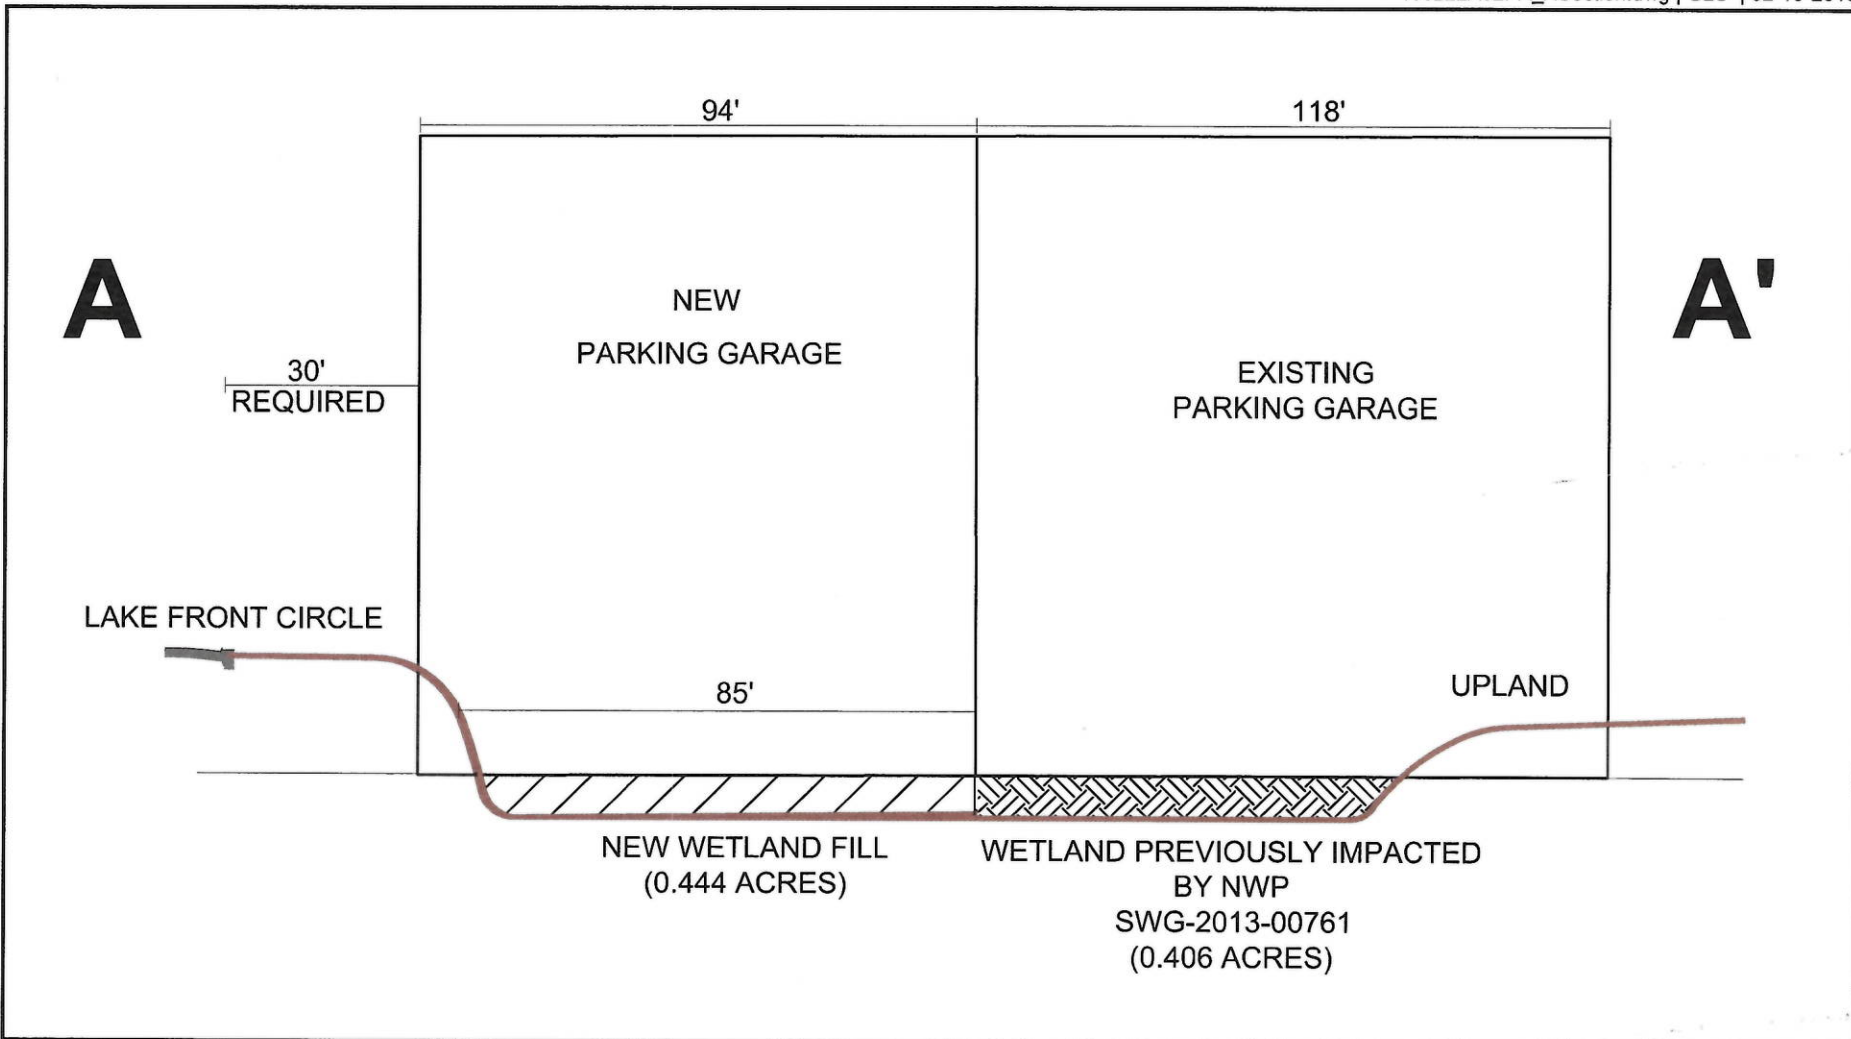 94'
118'
A
A'
NEW
PARKING GARAGE
30'
REQUIRED
EXISTING
PARKING GARAGE
LAKE FRONT CIRCLE
85'
UPLAND
NEW WETLAND FILL
(0.444 ACRES)
WETLAND PREVIOUSLY IMPACTED
BY NWP
SWG-2013-00761
(0.406 ACRES)